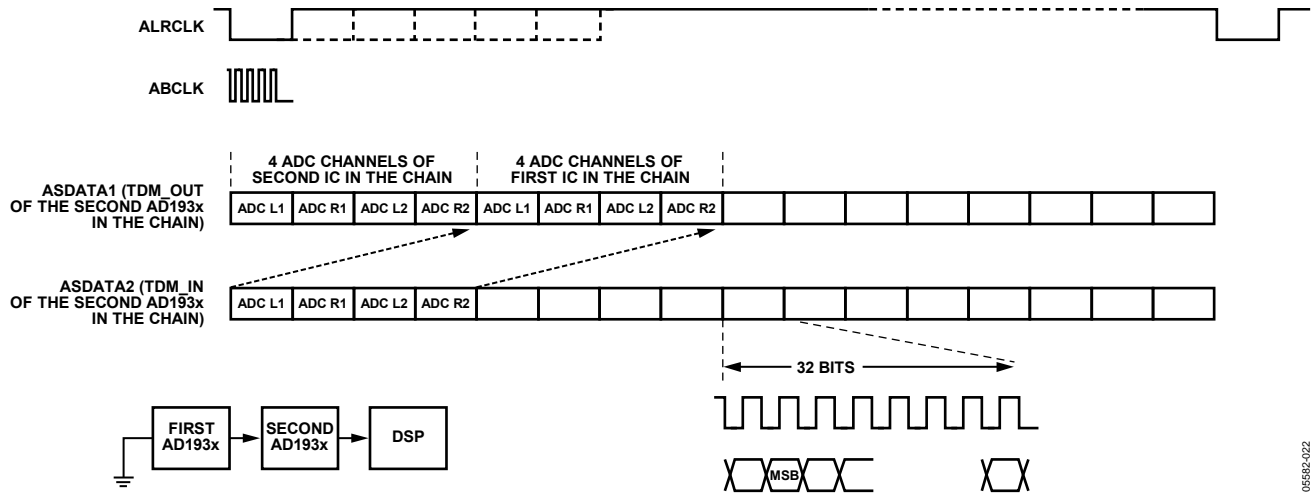 ALRCLK
ABCLK
4 ADC CHANNELS OF
SECOND IC IN THE CHAIN
4 ADC CHANNELS OF
FIRST IC IN THE CHAIN
ASDATA1 (TDM_OUT
OF THE SECOND AD193x
IN THE CHAIN)
ADC L1 ADC R1 ADC L2 ADC R2 ADC L1 ADC R1 ADC L2 ADC R2
ASDATA2 (TDM_IN
OF THE SECOND AD193x
IN THE CHAIN)
ADC L1 ADC R1 ADC L2 ADC R2
32 BITS
FIRST
AD193x
SECOND
AD193x
DSP
MSB
05582-022